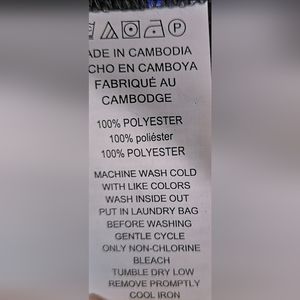 ADE IN CAMBODIA
CHO EN CAMBOYA
FABRIQUÉ AU
CAMBODGE
100% POLYESTER
100% poliéster
100% POLYESTER
MACHINE WASH COLD
WITH LIKE COLORS
WASH INSIDE OUT
PUT IN LAUNDRY BAG
BEFORE WASHING
GENTLE CYCLE
ONLY NON-CHLORINE
BLEACH
TUMBLE DRY LOW
REMOVE PROMPTLY
COOL IRON